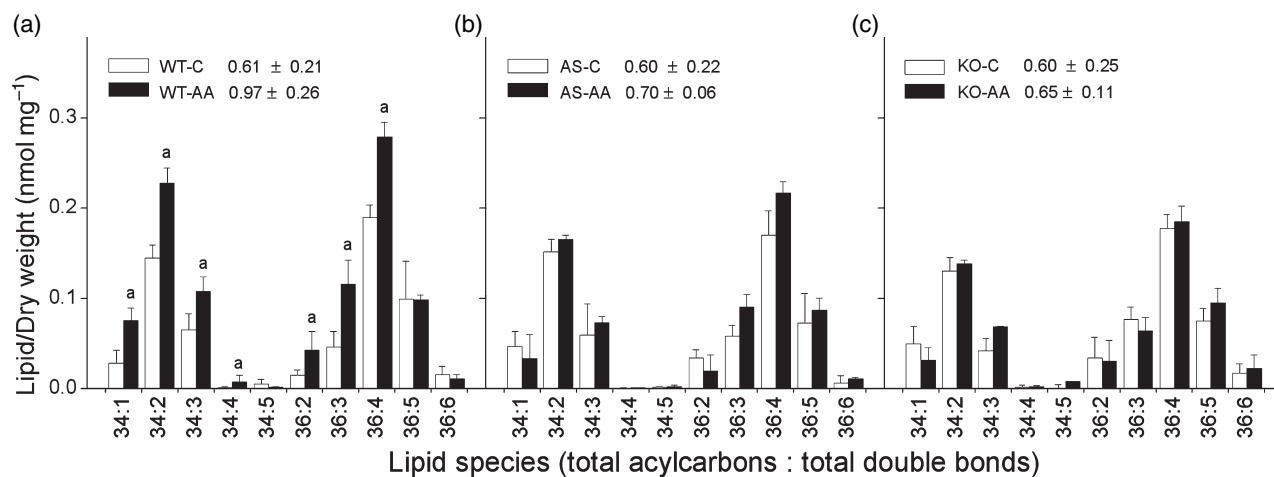 (a)
WT-C 0.61 ± 0.21
WT-AA 0.97 ± 0.26
(b)
AS-C 0.60 ± 0.22
AS-AA 0.70 ± 0.06
(c)
KO-C 0.60 ± 0.25
KO-AA 0.65 ± 0.11
Lipid/Dry weight (nmol mg⁻¹)
0.3
0.2
0.1
0.0
a
a
a
a
a
a
a
34:1 34:2 34:3 34:4 34:5 36:2 36:3 36:4 36:5 36:6
34:1 34:2 34:3 34:4 34:5 36:2 36:3 36:4 36:5 36:6
34:1 34:2 34:3 34:4 34:5 36:2 36:3 36:4 36:5 36:6
Lipid species (total acylcarbons : total double bonds)